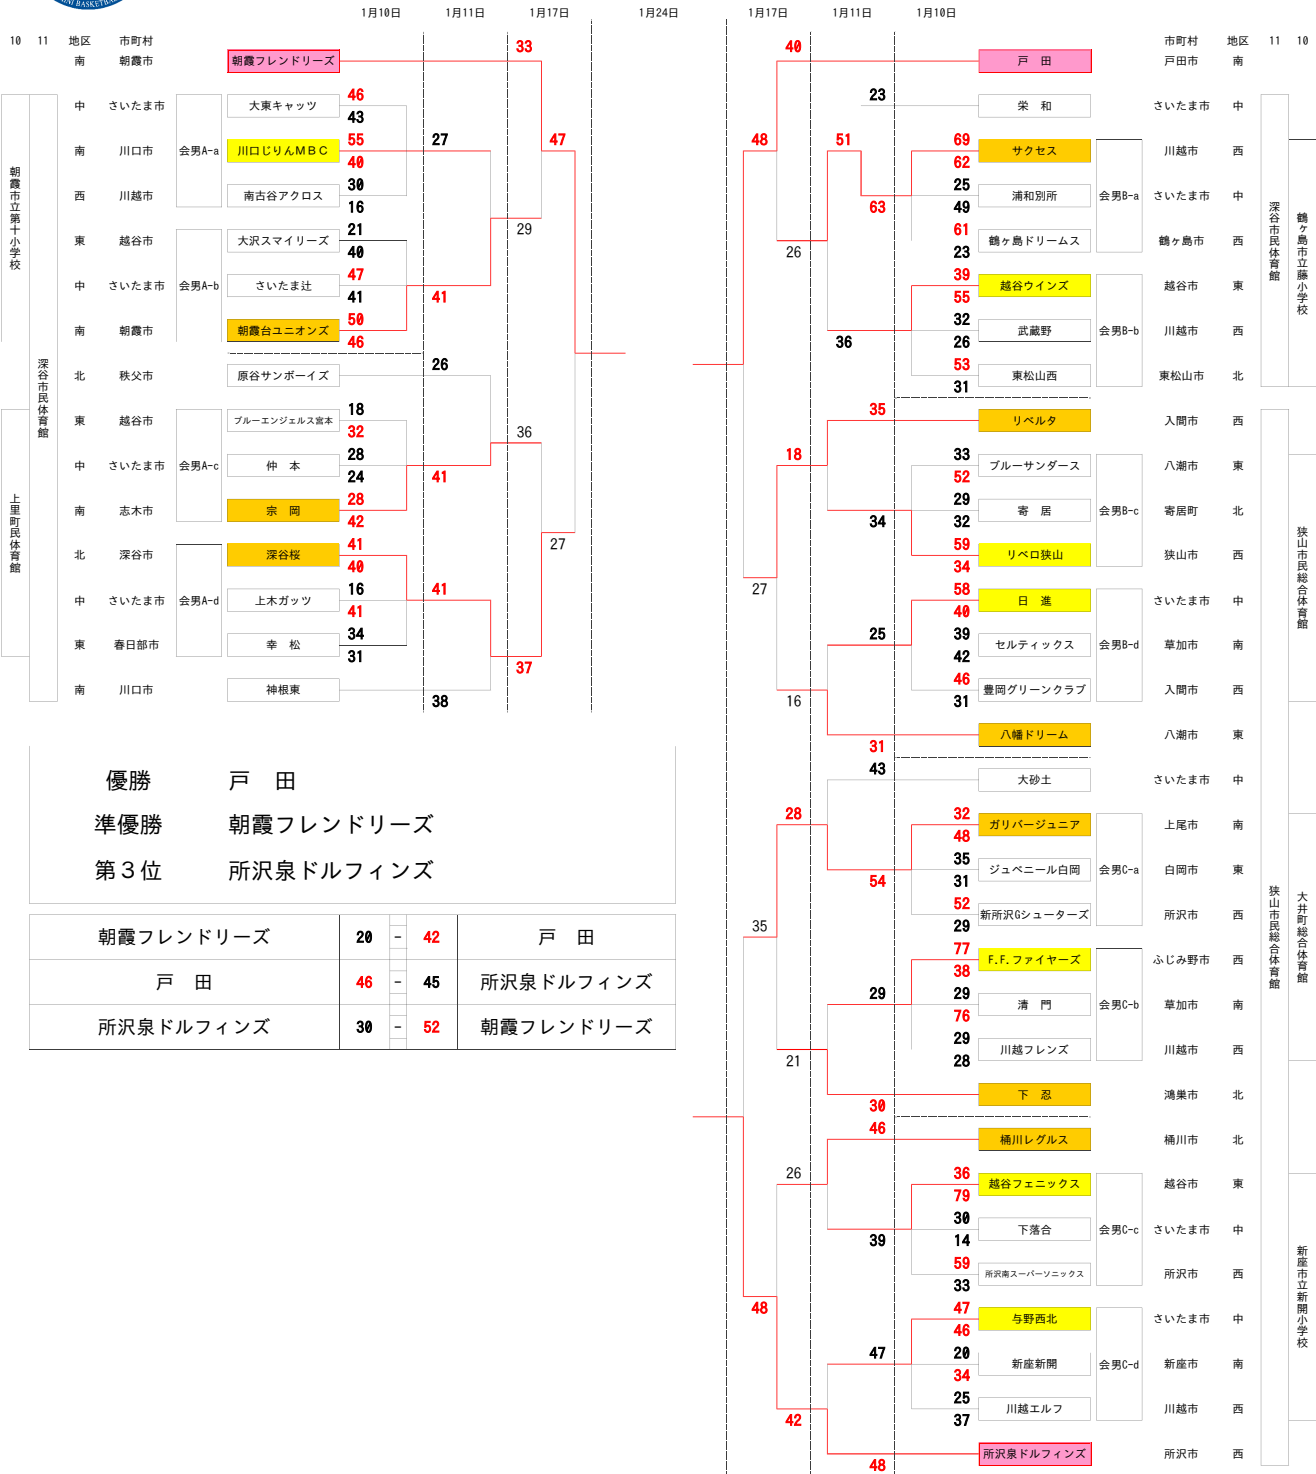 MINI BASKETBAL
1月10日 1月11日 1月17日 1月24日 1月17日 1月11日 1月10日
10 11 地区 市町村
市町村 地区 11 10
南 朝霞市 朝霞フレンドリーズ 33
中 さいたま市 大東キャッツ 46 43
南 川口市 会男A-a 川口じりんMBC 55 40 27 47
西 川越市 南古谷アクロス 30 16
東 越谷市 大沢スマイリーズ 21 40 29
中 さいたま市 会男A-b さいたま辻 47 41 41
南 朝霞市 朝霞台ユニオンズ 50 46
北 秩父市 原谷サンボーイズ 26
東 越谷市 ブルーエンジェルス宮本 18 32 36
中 さいたま市 会男A-c 仲 本 28 24 41
南 志木市 宗 岡 28 42
北 深谷市 深谷桜 41 40 27
中 さいたま市 会男A-d 上木ガッツ 16 41 41
東 春日部市 幸 松 34 31 37
南 川口市 神根東 38
朝霞市立第十小学校
深谷市民体育館
上里町民体育館
40 戸 田 戸田市 南
23 栄 和 さいたま市 中
48 51 69 62 サクセス 川越市 西
63 25 49 浦和別所 会男B-a さいたま市 中
26 61 23 鶴ヶ島ドリームス 鶴ヶ島市 西
39 55 越谷ウインズ 越谷市 東
36 32 26 武蔵野 会男B-b 川越市 西
53 31 東松山西 東松山市 北
35 リベルタ 入間市 西
18 33 52 ブルーサンダース 八潮市 東
34 29 32 寄 居 会男B-c 寄居町 北
59 34 リベロ狭山 狭山市 西
27 58 40 日 進 さいたま市 中
25 39 42 セルティックス 会男B-d 草加市 南
16 46 31 豊岡グリーンクラブ 入間市 西
31 八幡ドリーム 八潮市 東
43 大砂土 さいたま市 中
28 32 48 ガリバージュニア 上尾市 南
54 35 31 ジュベニール白岡 会男C-a 白岡市 東
35 52 29 新所沢Gシューターズ 所沢市 西
77 38 F.F.ファイヤーズ ふじみ野市 西
29 29 76 清 門 会男C-b 草加市 南
21 29 28 川越フレンズ 川越市 西
30 下 忍 鴻巣市 北
46 桶川レグルス 桶川市 北
26 36 79 越谷フェニックス 越谷市 東
39 30 14 下落合 会男C-c さいたま市 中
59 33 所沢南スーパーソニックス 所沢市 西
48 47 46 与野西北 さいたま市 中
47 20 34 新座新開 会男C-d 新座市 南
42 25 37 川越エルフ 川越市 西
48 所沢泉ドルフィンズ 所沢市 西
深谷市民体育館
鶴ヶ島市立藤小学校
狭山市民総合体育館
狭山市民総合体育館
大井町総合体育館
新座市立新開小学校
優勝 戸 田
準優勝 朝霞フレンドリーズ
第3位 所沢泉ドルフィンズ
朝霞フレンドリーズ 20 - 42 戸 田
戸 田 46 - 45 所沢泉ドルフィンズ
所沢泉ドルフィンズ 30 - 52 朝霞フレンドリーズ